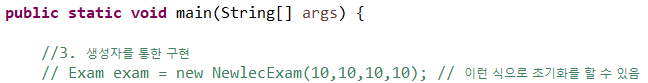 public static void main(String[] args) {
//3. 생성자를 통한 구현
// Exam exam = new NewlecExam(10,10,10,10); // 이런 식으로 초기화를 할 수 있음